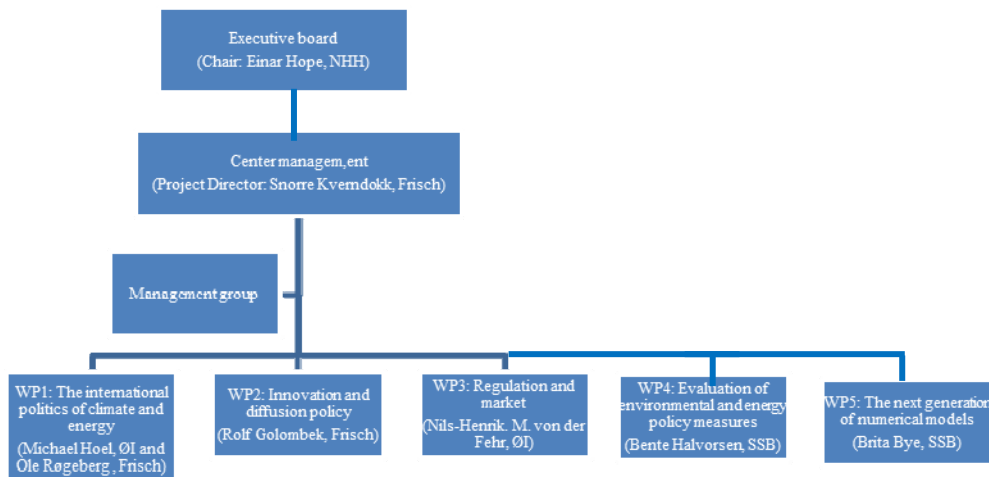 Executive board
(Chair: Einar Hope, NHH)
Center managem,ent
(Project Director: Snorre Kverndokk, Frisch)
Management group
WP1: The international
politics of climate and
energy
(Michael Hoel, ØI and
Ole Røgeberg , Frisch)
WP2: Innovation and
diffusion policy
(Rolf Golombek, Frisch)
WP3: Regulation and
market
(Nils-Henrik. M. von der
Fehr, ØI)
WP4: Evaluation of
environmental and energy
policy measures
(Bente Halvorsen, SSB)
WP5: The next generation
of numerical models
(Brita Bye, SSB)